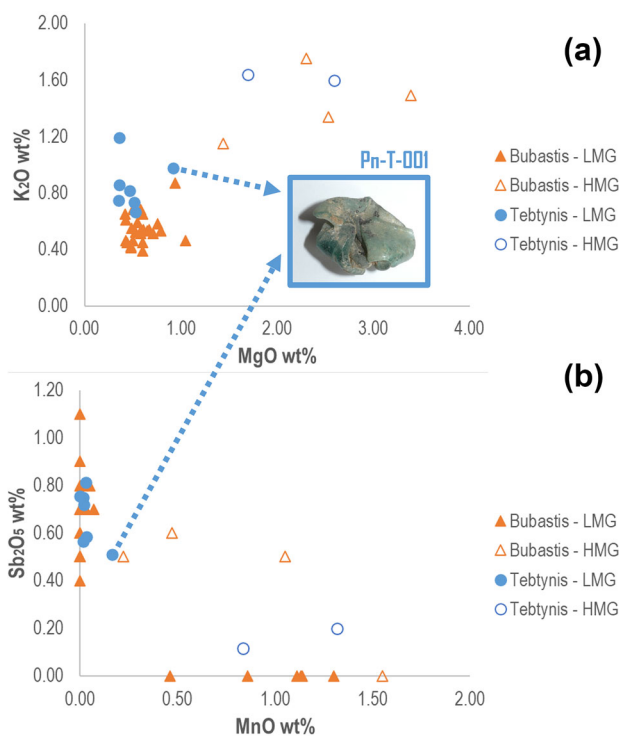 (a)
2.00
1.60
1.20
0.80
0.40
0.00
K₂O wt%
0.00 1.00 2.00 3.00 4.00
MgO wt%
Pn-T-001
Bubastis - LMG
Bubastis - HMG
Tebtynis - LMG
Tebtynis - HMG
(b)
1.20
1.00
0.80
0.60
0.40
0.20
0.00
Sb₂O₅ wt%
0.00 0.50 1.00 1.50 2.00
MnO wt%
Bubastis - LMG
Bubastis - HMG
Tebtynis - LMG
Tebtynis - HMG